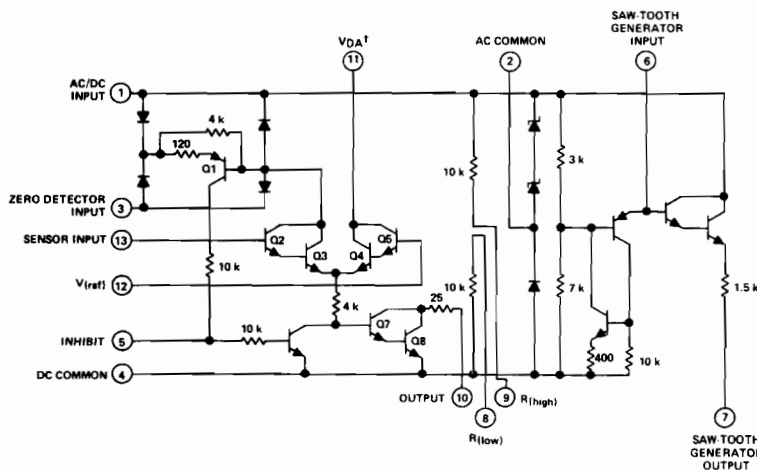 SAW-TOOTH
GENERATOR
INPUT
VDA†
AC COMMON
11
2
6
AC/DC
INPUT
1
4 k
120
Q1
10 k
3 k
ZERO DETECTOR
INPUT
3
SENSOR INPUT
13
Q2
Q3
Q4
Q5
10 k
V(ref)
12
4 k
10 k
7 k
1.5k
25
INHIBIT
5
10 k
Q7
Q8
400
10 k
DC COMMON
4
OUTPUT
10
8
9
R(high)
R(low)
7
SAW-TOOTH
GENERATOR
OUTPUT